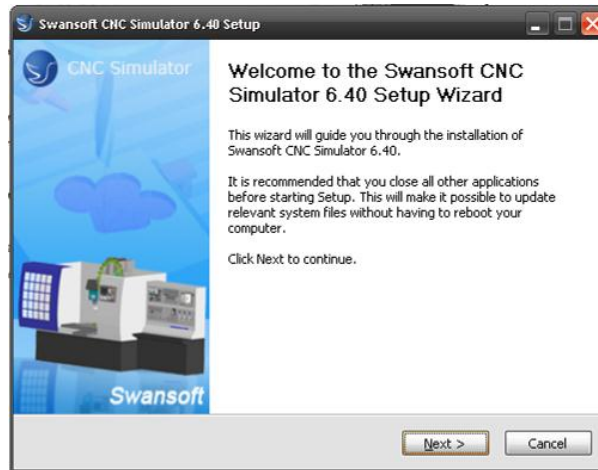 Swansoft CNC Simulator 6.40 Setup
CNC Simulator
Welcome to the Swansoft CNC
Simulator 6.40 Setup Wizard
This wizard will guide you through the installation of
Swansoft CNC Simulator 6.40.
It is recommended that you close all other applications
before starting Setup. This will make it possible to update
relevant system files without having to reboot your
computer.
Click Next to continue.
Swansoft
Next >
Cancel